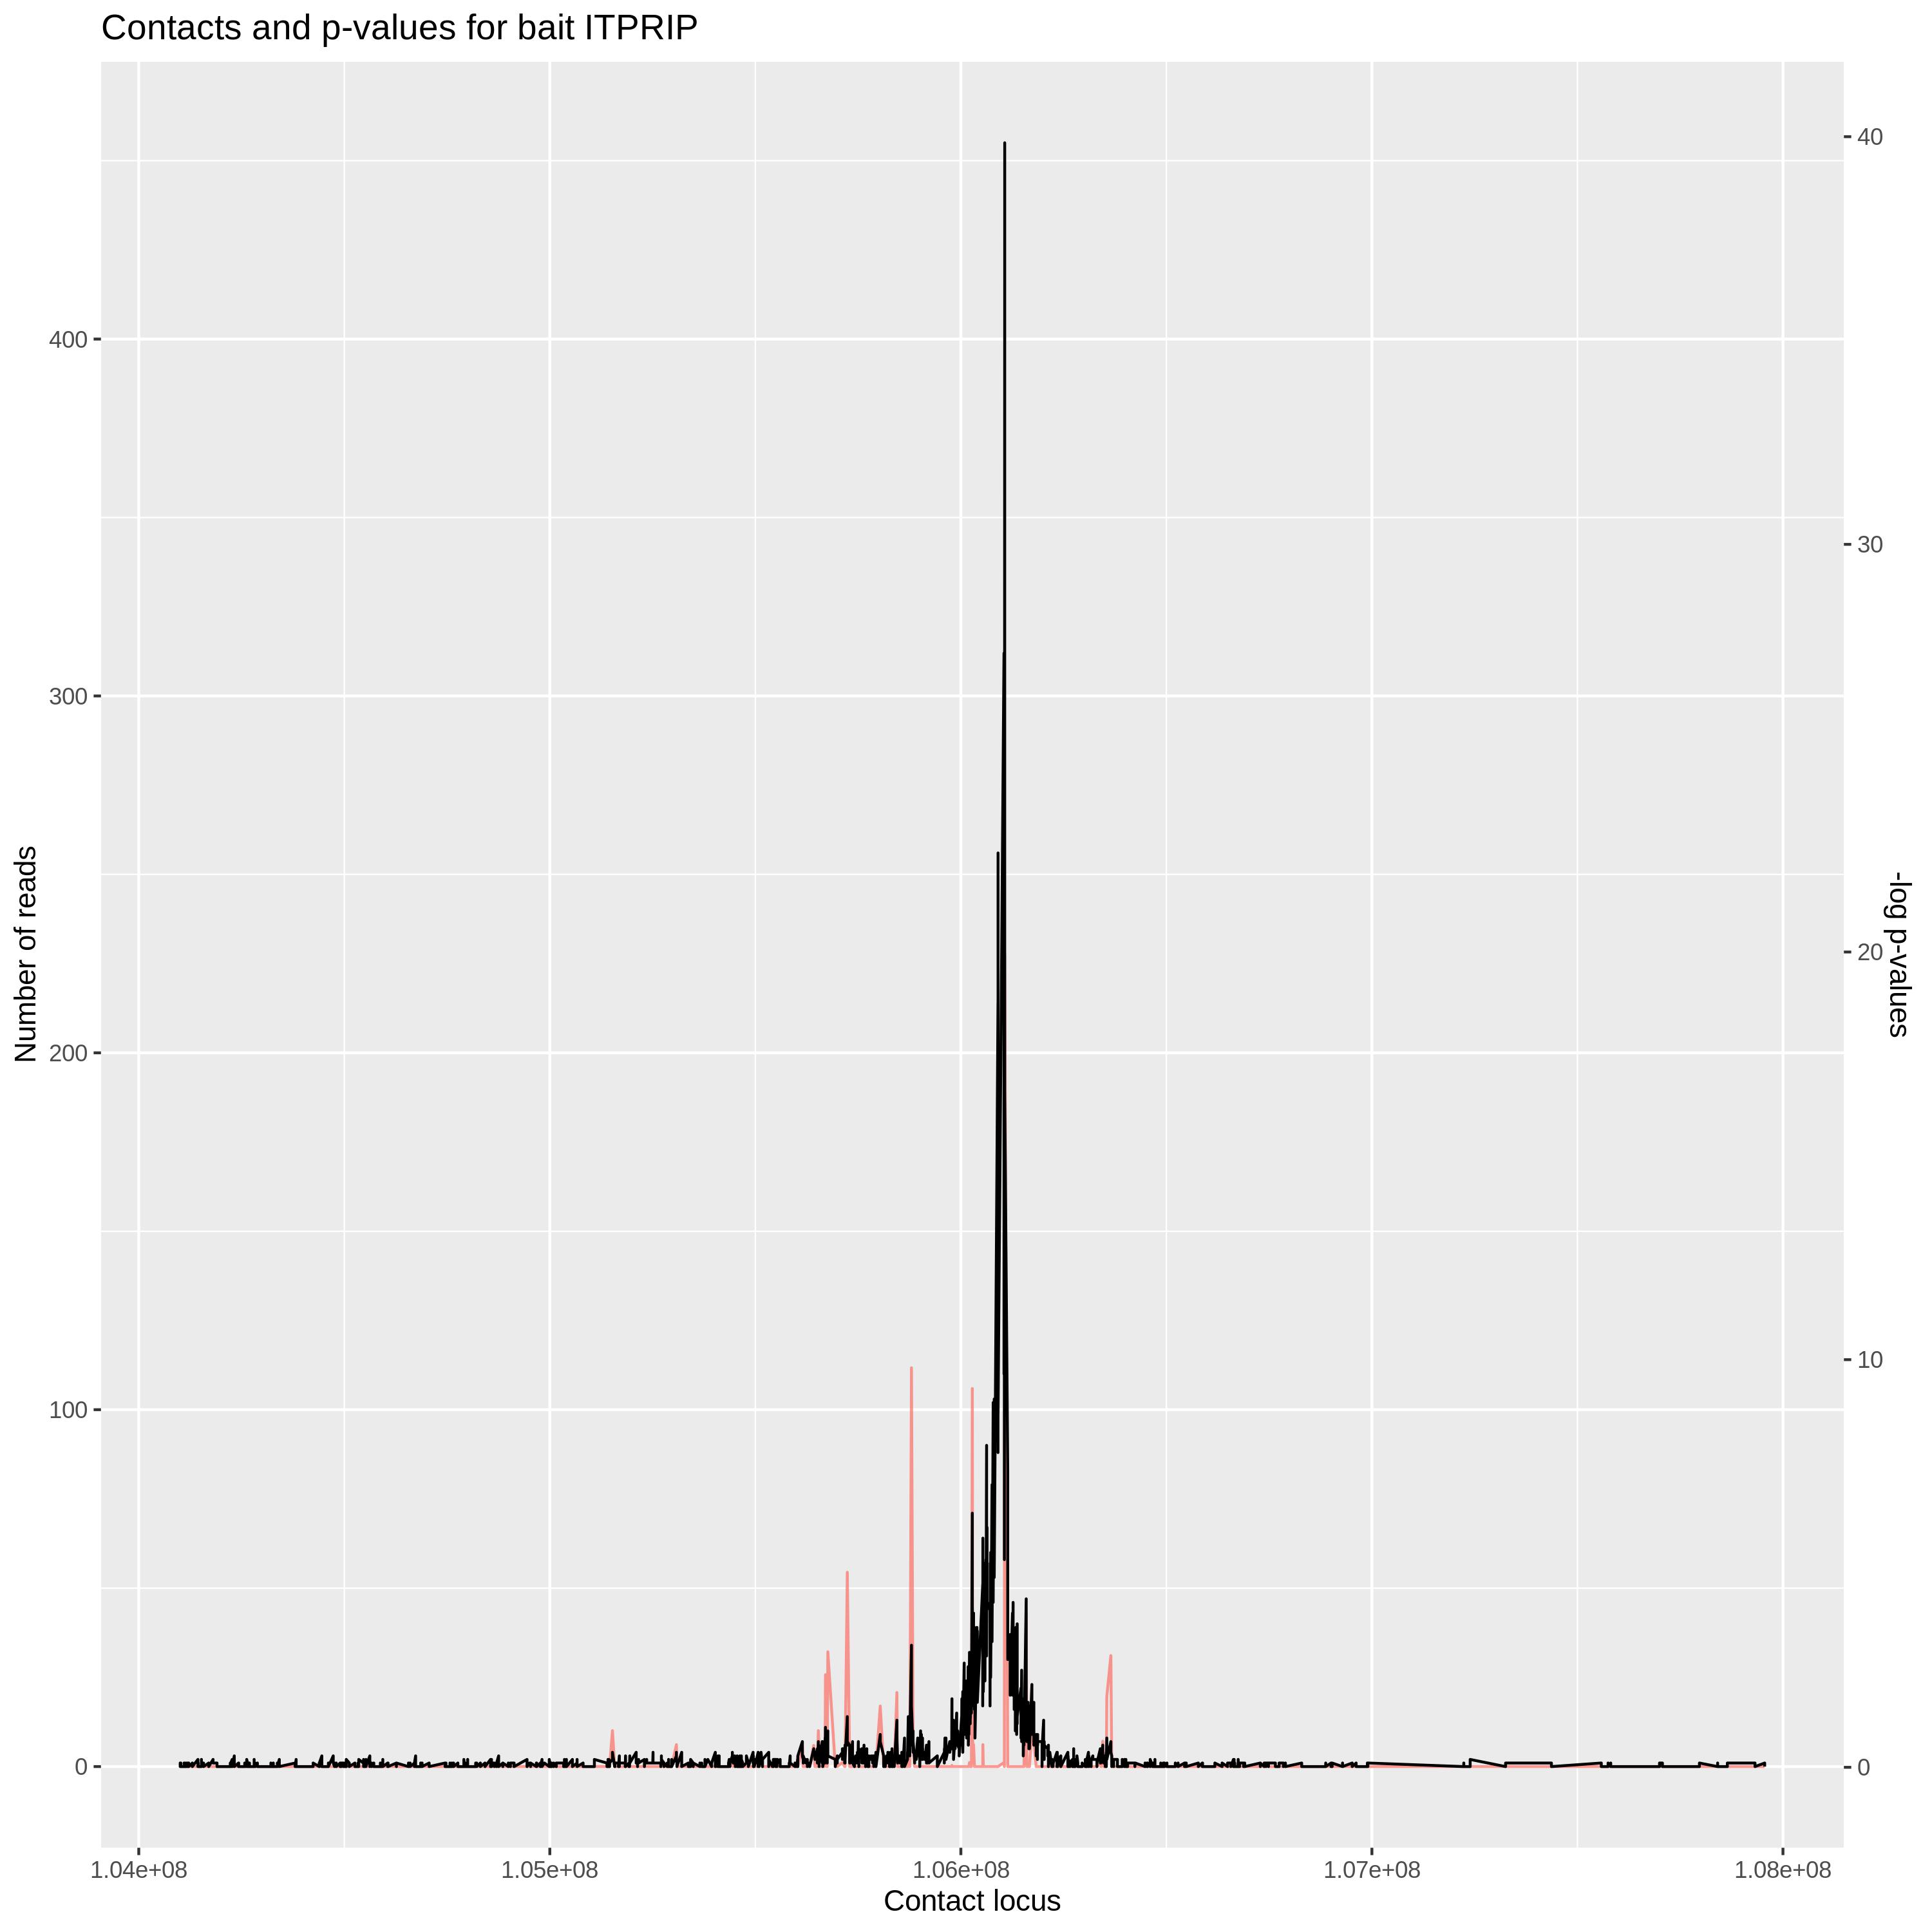 Contacts and p-values for bait ITPRIP
Number of reads
400
300
200
100
0
40
30
20
10
0
-log p-values
1.04e+08
1.05e+08
1.06e+08
1.07e+08
1.08e+08
Contact locus